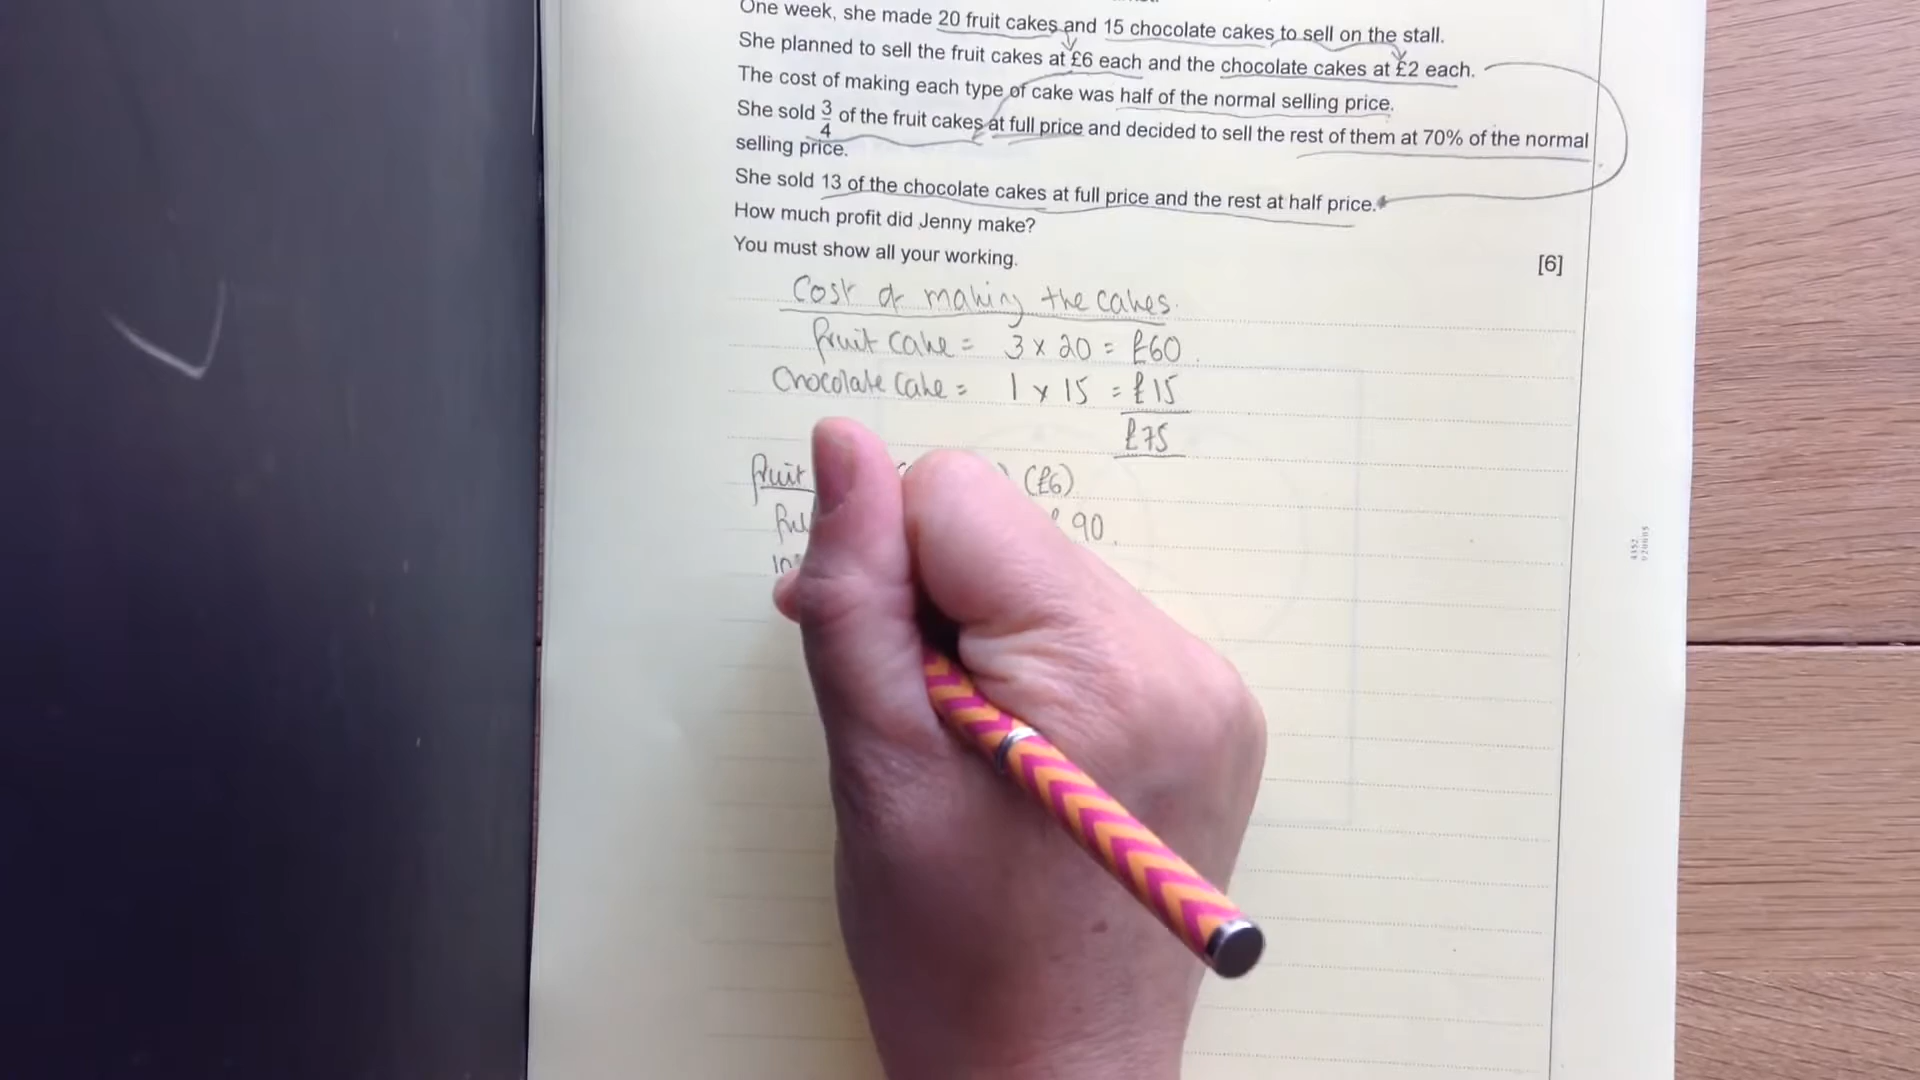 One week, she made 20 fruit cakes and 15 chocolate cakes to sell on the stall.
She planned to sell the fruit cakes at £6 each and the chocolate cakes at £2 each.
The cost of making each type of cake was half of the normal selling price.
She sold 3/4 of the fruit cakes at full price and decided to sell the rest of them at 70% of the normal
selling price.
She sold 13 of the chocolate cakes at full price and the rest at half price.
How much profit did Jenny make?
You must show all your working. [6]
Cost of making the cakes.
fruit cake = 3 × 20 = £60
Chocolate Cake = 1 × 15 = £15
£75
fruit (£6)
90